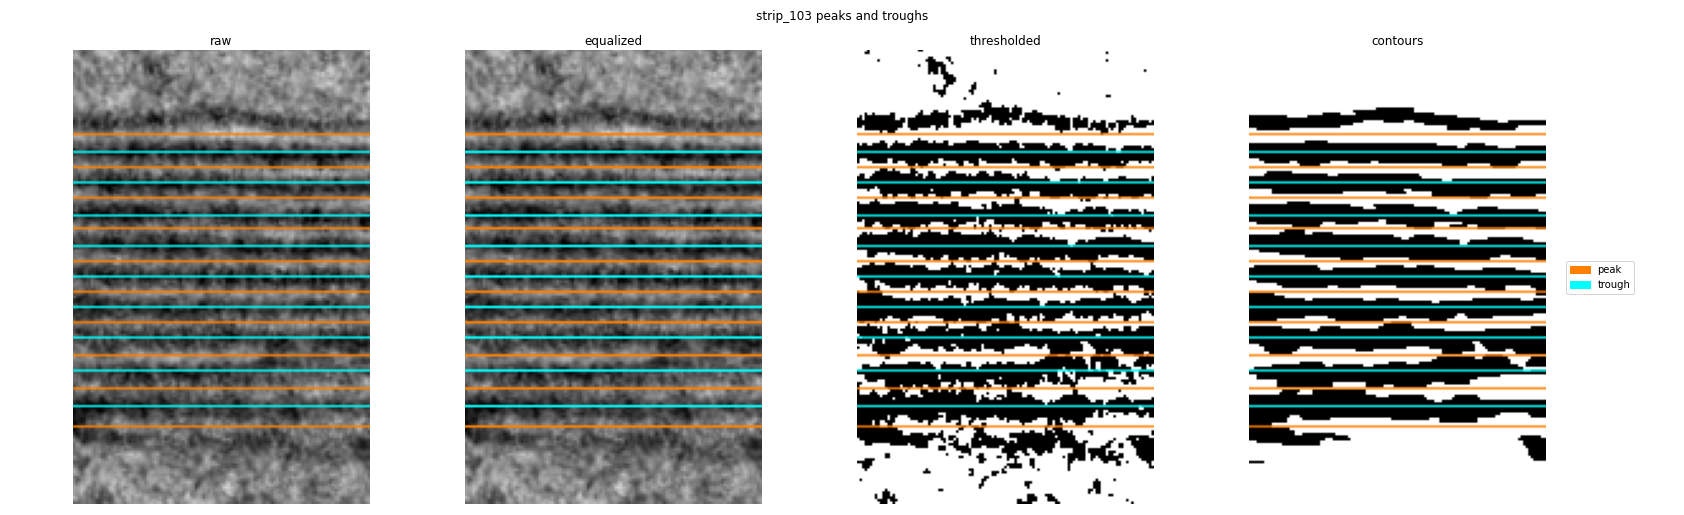 strip_103 peaks and troughs
raw
equalized
thresholded
contours
peak
trough